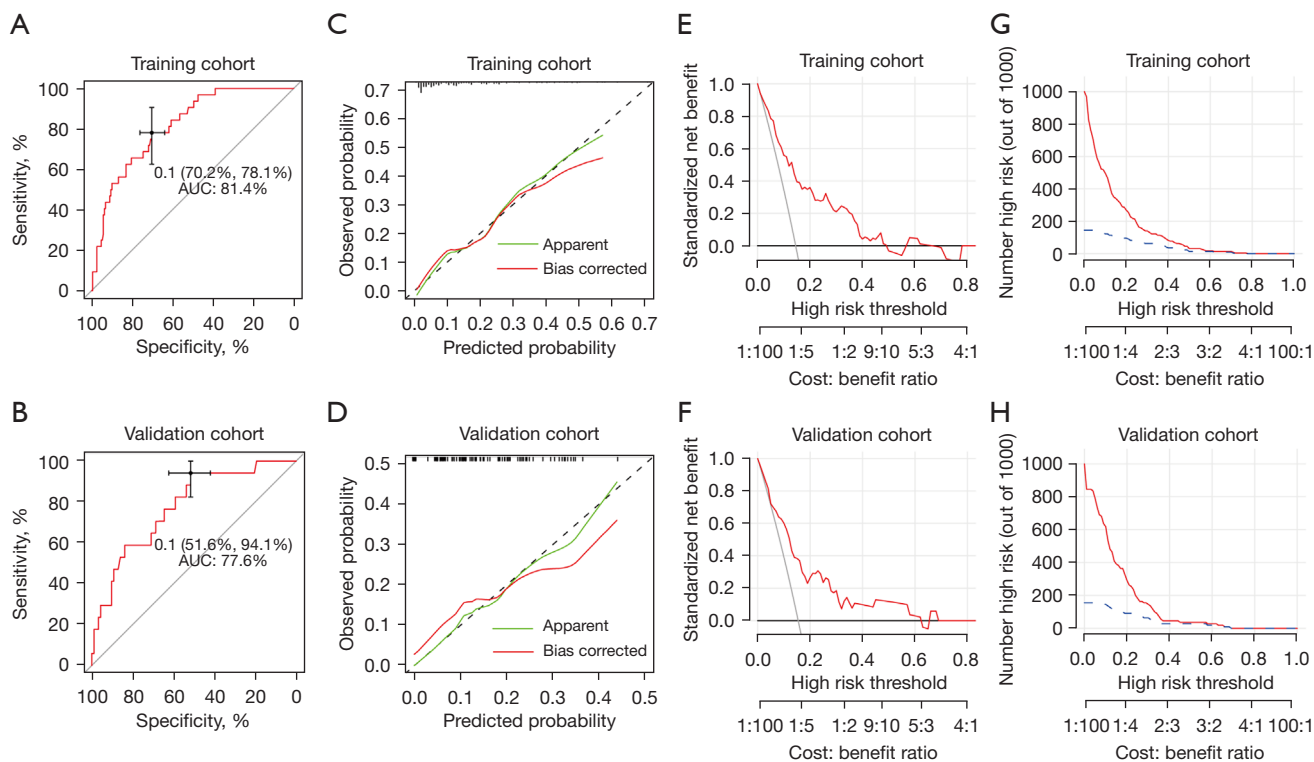 A
Training cohort
Sensitivity, %
100
80
60
40
20
0
0.1 (70.2%, 78.1%)
AUC: 81.4%
100 80 60 40 20 0
Specificity, %
C
Training cohort
Observed probability
0.7
0.6
0.5
0.4
0.3
0.2
0.1
0.0
Apparent
Bias corrected
0.0 0.1 0.2 0.3 0.4 0.5 0.6 0.7
Predicted probability
E
Training cohort
Standardized net benefit
1.0
0.8
0.6
0.4
0.2
0.0
0.0 0.2 0.4 0.6 0.8
High risk threshold
1:100 1:5 1:2 9:10 5:3 4:1
Cost: benefit ratio
G
Training cohort
Number high risk (out of 1000)
1000
800
600
400
200
0
0.0 0.2 0.4 0.6 0.8 1.0
High risk threshold
1:100 1:4 2:3 3:2 4:1 100:1
Cost: benefit ratio
B
Validation cohort
Sensitivity, %
100
80
60
40
20
0
0.1 (51.6%, 94.1%)
AUC: 77.6%
100 80 60 40 20 0
Specificity, %
D
Validation cohort
Observed probability
0.5
0.4
0.3
0.2
0.1
0.0
Apparent
Bias corrected
0.0 0.1 0.2 0.3 0.4 0.5
Predicted probability
F
Validation cohort
Standardized net benefit
1.0
0.8
0.6
0.4
0.2
0.0
0.0 0.2 0.4 0.6 0.8
High risk threshold
1:100 1:5 1:2 9:10 5:3 4:1
Cost: benefit ratio
H
Validation cohort
Number high risk (out of 1000)
1000
800
600
400
200
0
0.0 0.2 0.4 0.6 0.8 1.0
High risk threshold
1:100 1:4 2:3 3:2 4:1 100:1
Cost: benefit ratio